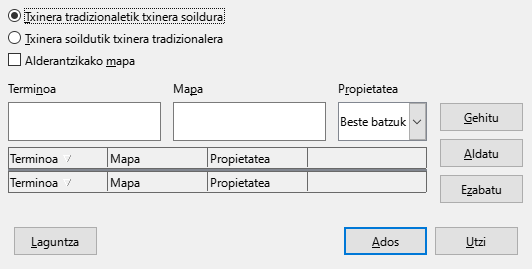 Txinera tradizionaletik txinera soildura
Txinera soildutik txinera tradizionalera
Alderantzikako mapa
Terminoa Mapa Propietatea
Beste batzuk Gehitu
Terminoa / Mapa Propietatea Aldatu
Terminoa / Mapa Propietatea Ezabatu
Laguntza Ados Utzi